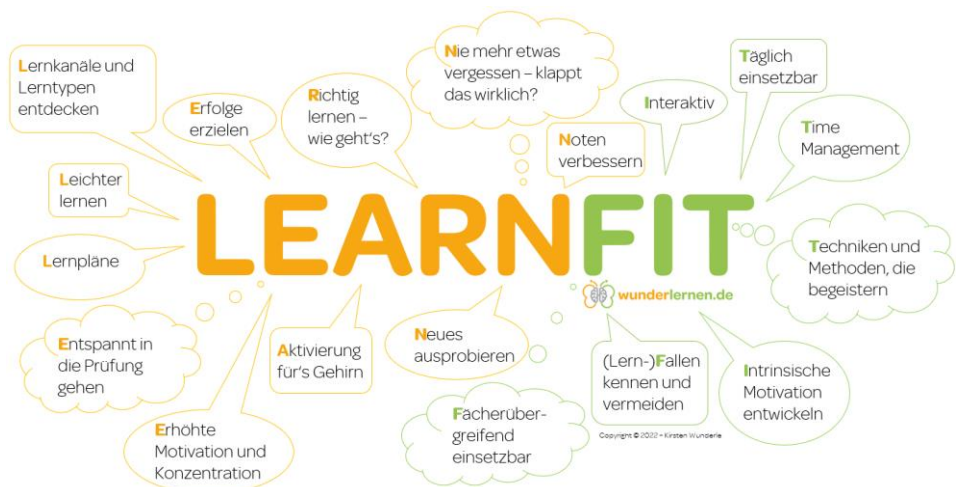 Lernkanäle und
Lerntypen
entdecken
Erfolge
erzielen
Richtig
lernen –
wie geht's?
Nie mehr etwas
vergessen – klappt
das wirklich?
Noten
verbessern
Interaktiv
Täglich
einsetzbar
Time
Management
Leichter
lernen
Lernpläne
LEARNFIT
wunderlernen.de
Techniken und
Methoden, die
begeistern
Entspannt in
die Prüfung
gehen
Erhöhte
Motivation und
Konzentration
Aktivierung
für's Gehirn
Neues
ausprobieren
Fächerüber-
greifend
einsetzbar
(Lern-)Fallen
kennen und
vermeiden
Intrinsische
Motivation
entwickeln
Copyright © 2022 – Kirsten Wunderle